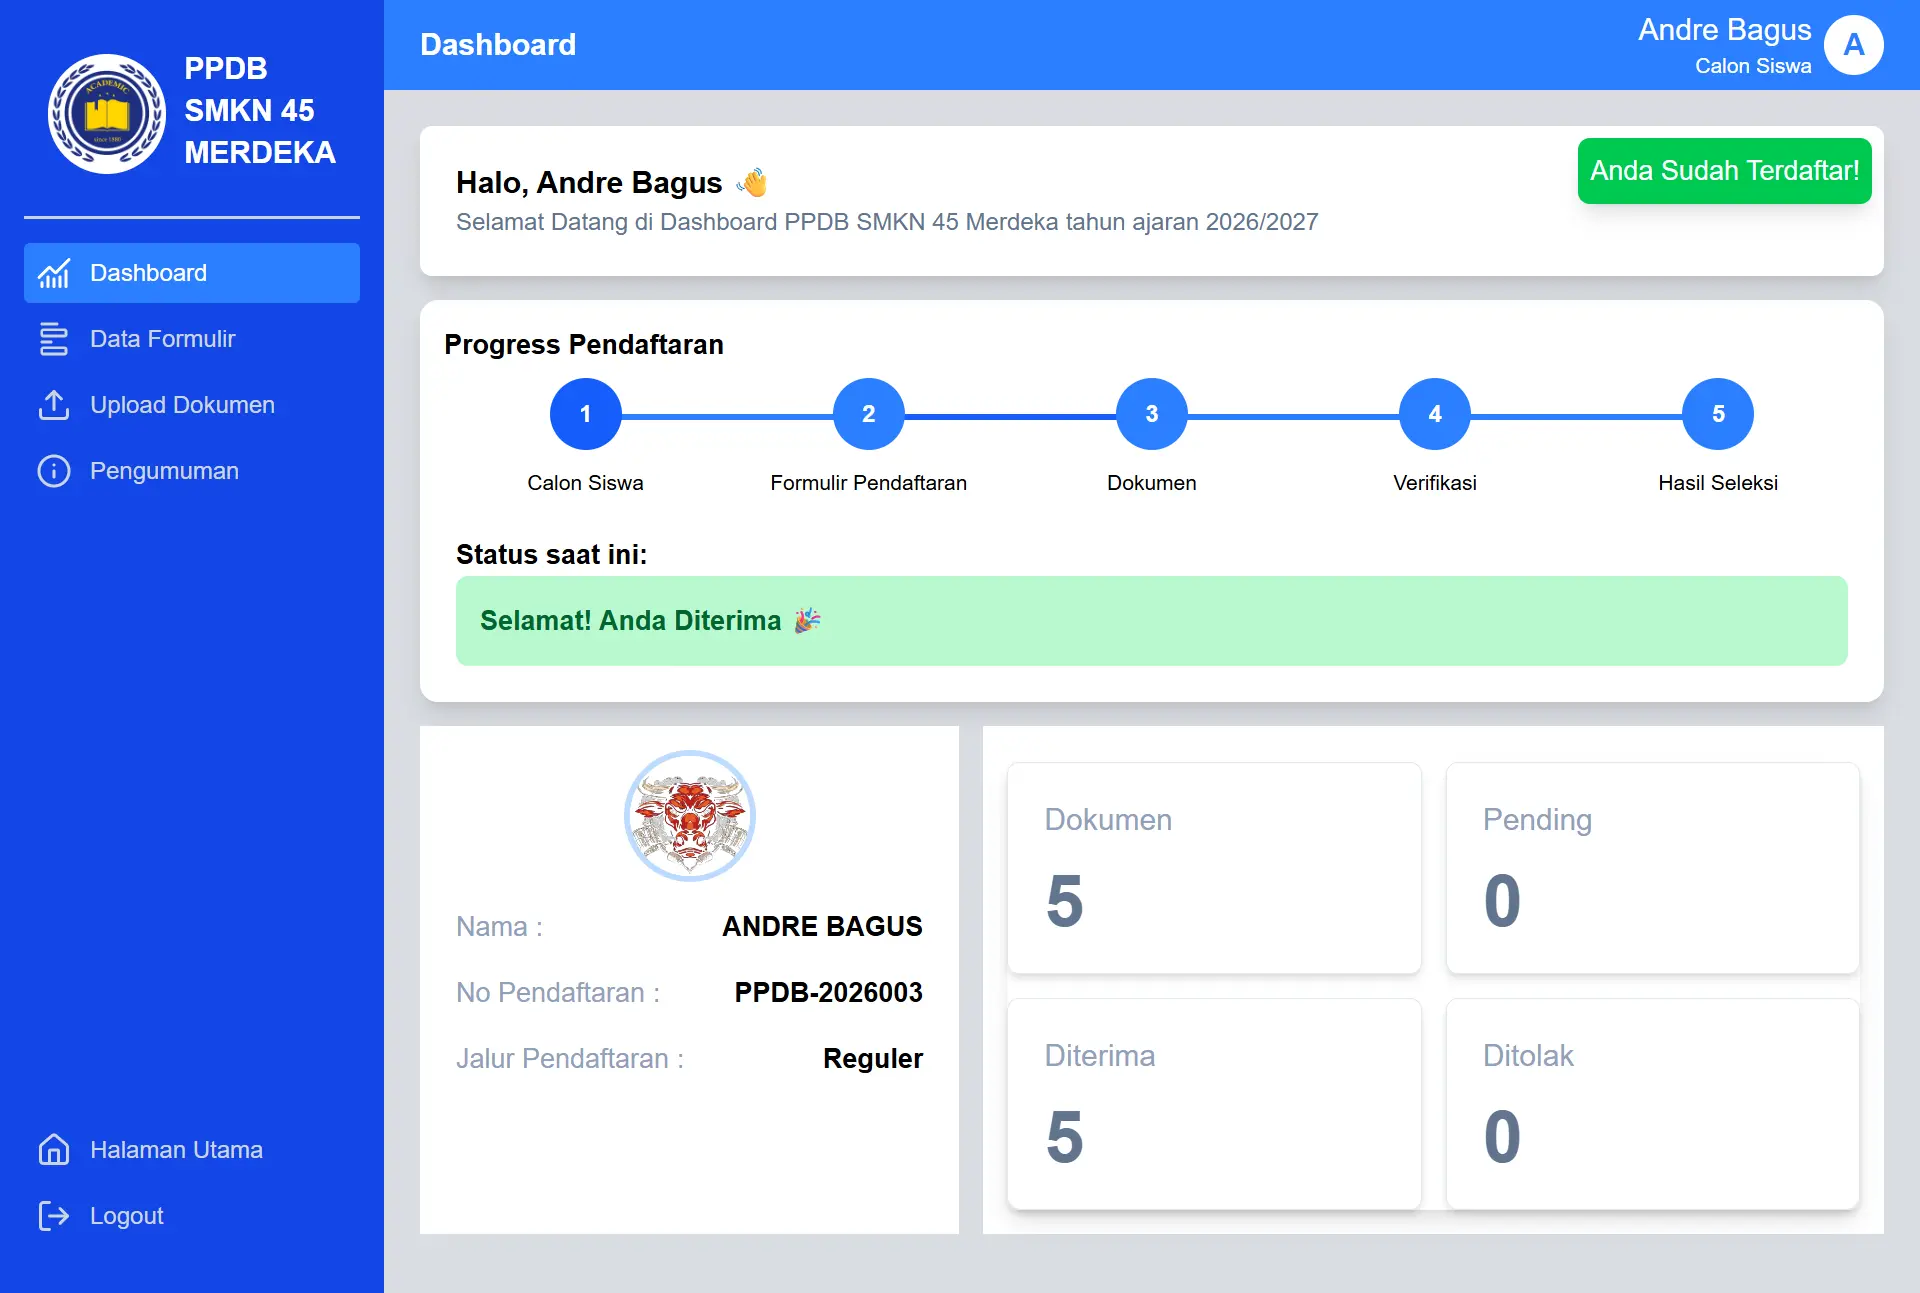 ACADEMIC
since 1980
PPDB
SMKN 45
MERDEKA
Dashboard
Data Formulir
Upload Dokumen
Pengumuman
Halaman Utama
Logout
Dashboard
Andre Bagus
Calon Siswa
A
Halo, Andre Bagus 👋
Selamat Datang di Dashboard PPDB SMKN 45 Merdeka tahun ajaran 2026/2027
Anda Sudah Terdaftar!
Progress Pendaftaran
1 2 3 4 5
Calon Siswa Formulir Pendaftaran Dokumen Verifikasi Hasil Seleksi
Status saat ini:
Selamat! Anda Diterima 🎉
Nama : ANDRE BAGUS
No Pendaftaran : PPDB-2026003
Jalur Pendaftaran : Reguler
Dokumen
5
Pending
0
Diterima
5
Ditolak
0